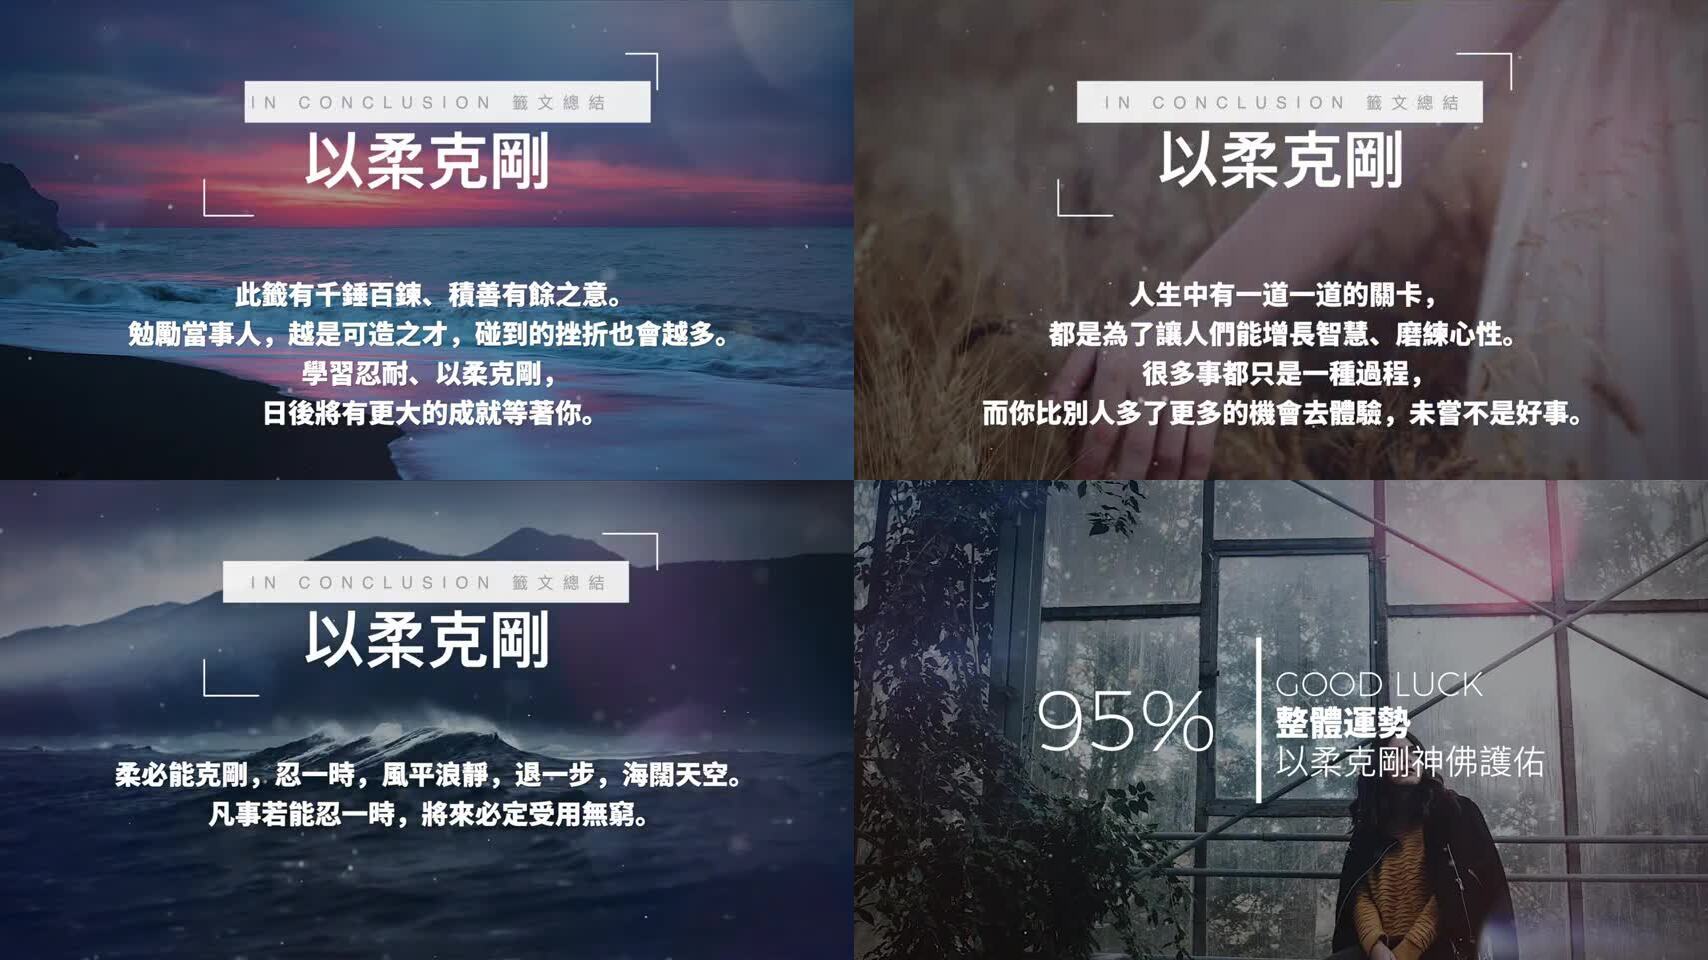 IN CONCLUSION 籤文總結
以柔克剛
此籤有千錘百鍊、積善有餘之意。
勉勵當事人，越是可造之才，碰到的挫折也會越多。
學習忍耐、以柔克剛，
日後將有更大的成就等著你。
IN CONCLUSION 籤文總結
以柔克剛
人生中有一道一道的關卡，
都是為了讓人們能增長智慧、磨練心性。
很多事都只是一種過程，
而你比別人多了更多的機會去體驗，未嘗不是好事。
IN CONCLUSION 籤文總結
以柔克剛
柔必能克剛，忍一時，風平浪靜，退一步，海闊天空。
凡事若能忍一時，將來必定受用無窮。
95%
GOOD LUCK
整體運勢
以柔克剛神佛護佑